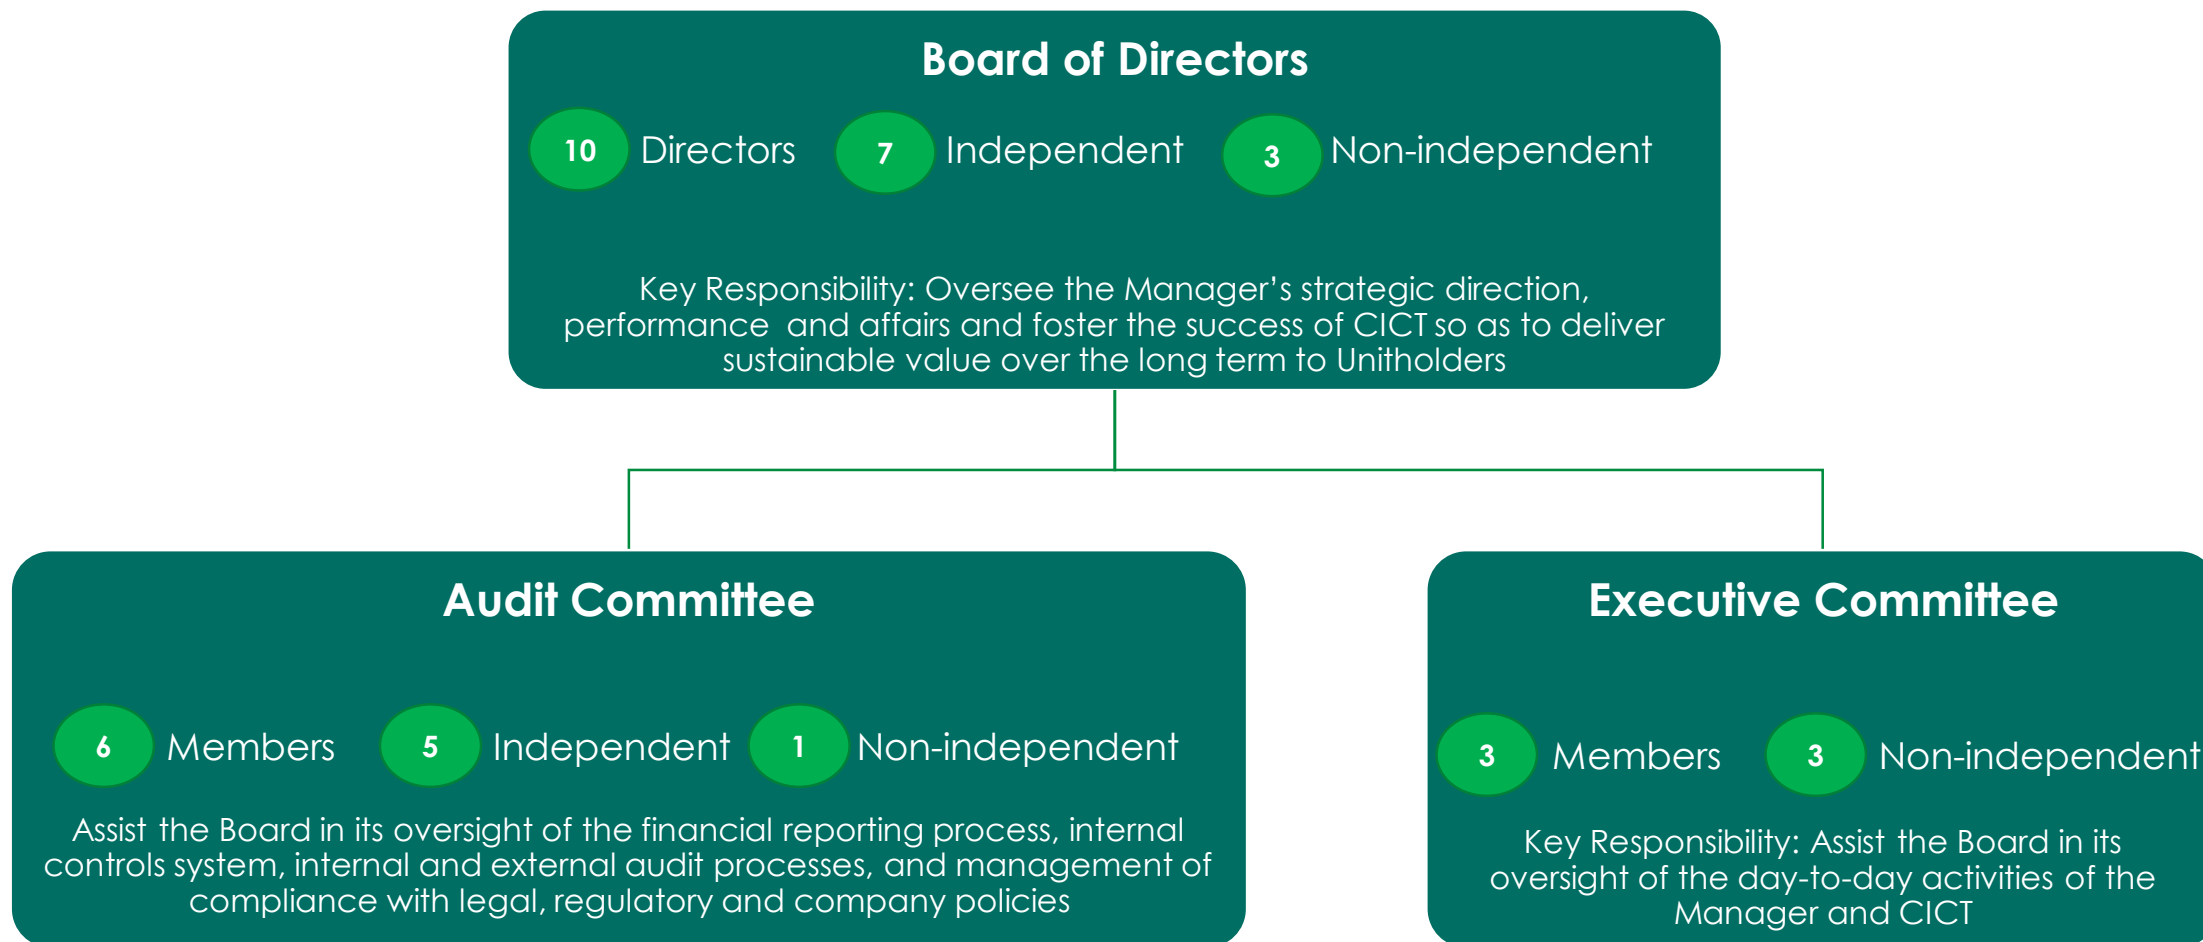 Board of Directors
10 Directors 7 Independent 3 Non-independent
Key Responsibility: Oversee the Manager’s strategic direction,
performance and affairs and foster the success of CICT so as to deliver
sustainable value over the long term to Unitholders
Audit Committee
6 Members 5 Independent 1 Non-independent
Assist the Board in its oversight of the financial reporting process, internal
controls system, internal and external audit processes, and management of
compliance with legal, regulatory and company policies
Executive Committee
3 Members 3 Non-independent
Key Responsibility: Assist the Board in its
oversight of the day-to-day activities of the
Manager and CICT